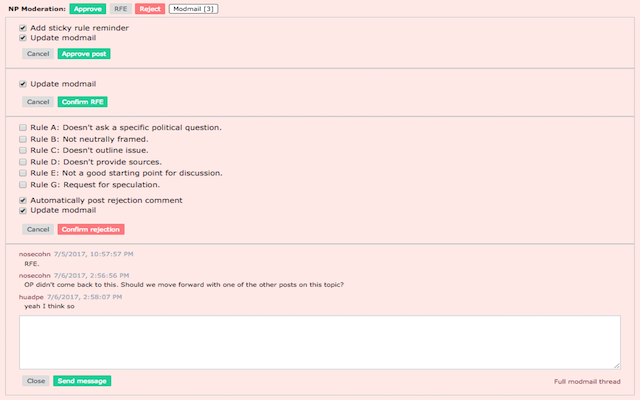 NP Moderation: Approve RFE Reject Modmail [3]
Add sticky rule reminder
Update modmail
Cancel Approve post
Update modmail
Cancel Confirm RFE
Rule A: Doesn't ask a specific political question.
Rule B: Not neutrally framed.
Rule C: Doesn't outline issue.
Rule D: Doesn't provide sources.
Rule E: Not a good starting point for discussion.
Rule G: Request for speculation.
Automatically post rejection comment
Update modmail
Cancel Confirm rejection
nosecohn 7/5/2017, 10:57:57 PM
RFE.
nosecohn 7/6/2017, 2:56:56 PM
OP didn't come back to this. Should we move forward with one of the other posts on this topic?
huadpe 7/6/2017, 2:58:07 PM
yeah I think so
Close Send message Full modmail thread